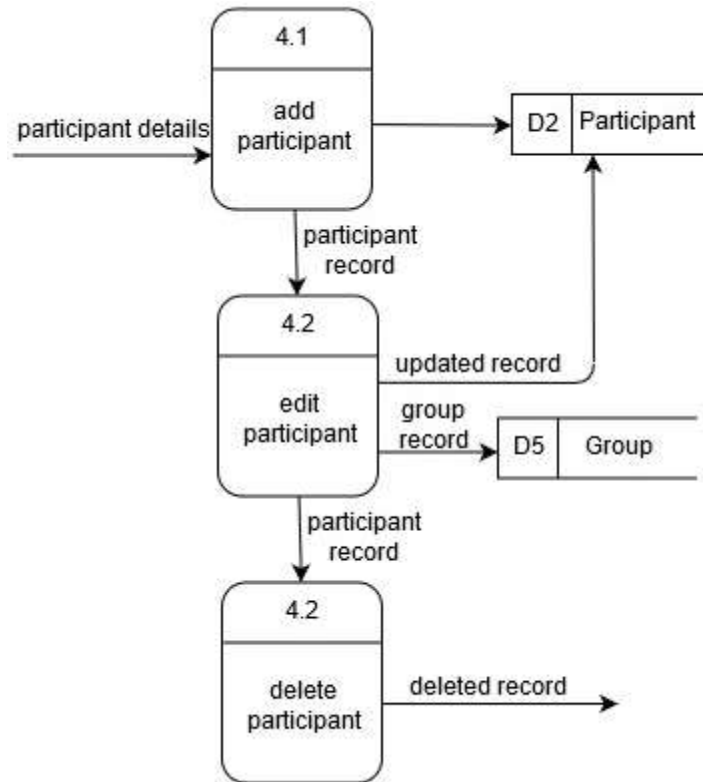 4.1
participant details
add
participant
D2
Participant
participant
record
4.2
updated record
edit
participant
group
record
D5
Group
participant
record
4.2
delete
participant
deleted record